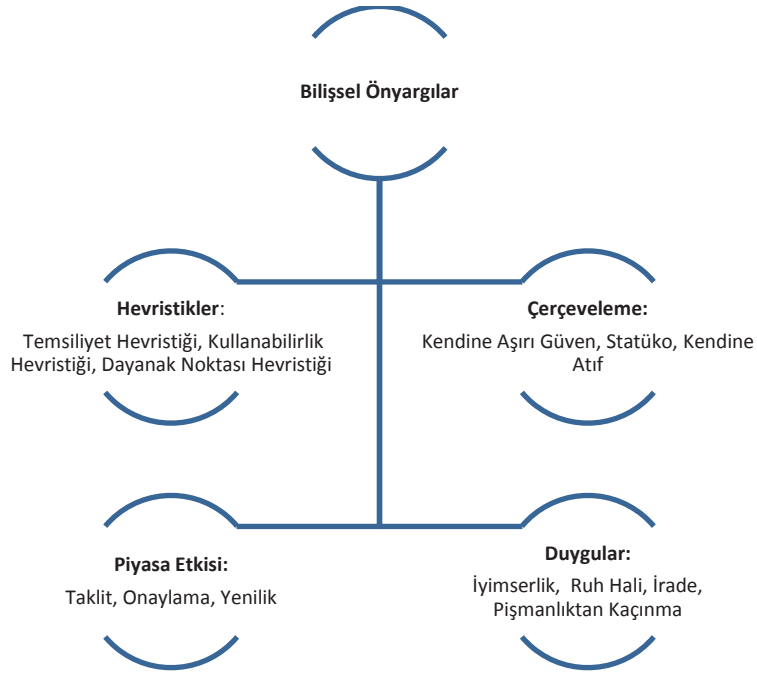 Bilişsel Önyargılar
Hevristikler:
Temsiliyet Hevristiği, Kullanabilirlik
Hevristiği, Dayanak Noktası Hevristiği
Çerçeveleme:
Kendine Aşırı Güven, Statüko, Kendine
Atıf
Piyasa Etkisi:
Taklit, Onaylama, Yenilik
Duygular:
İyimserlik, Ruh Hali, İrade,
Pişmanlıktan Kaçınma